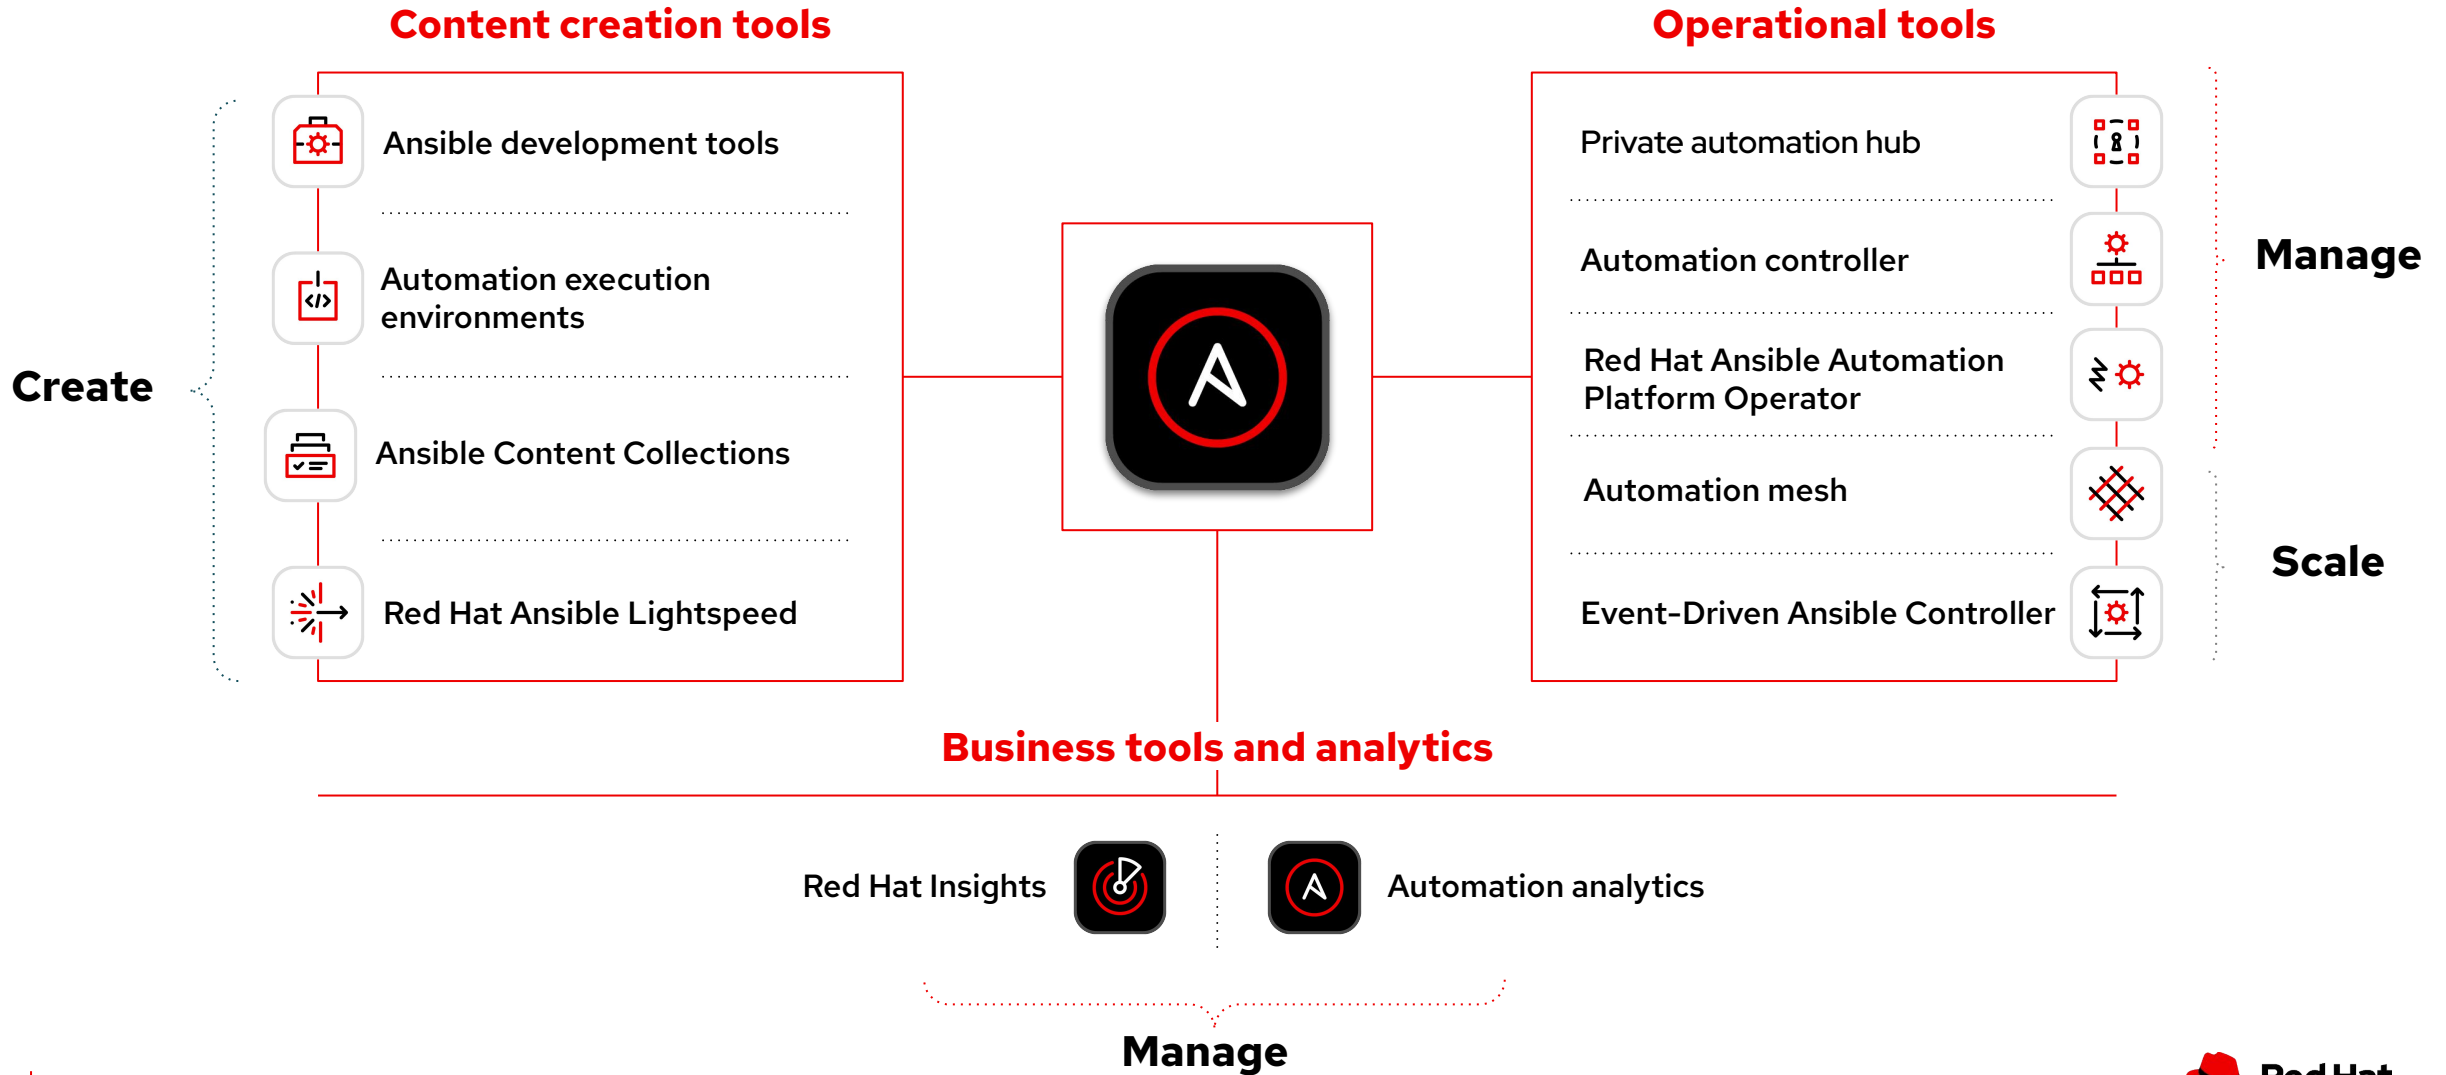 Content creation tools
Operational tools
Create
Ansible development tools
Automation execution
environments
Ansible Content Collections
Red Hat Ansible Lightspeed
Private automation hub
Automation controller
Red Hat Ansible Automation
Platform Operator
Automation mesh
Event-Driven Ansible Controller
Manage
Scale
Business tools and analytics
Red Hat Insights
Automation analytics
Manage
Red Hat